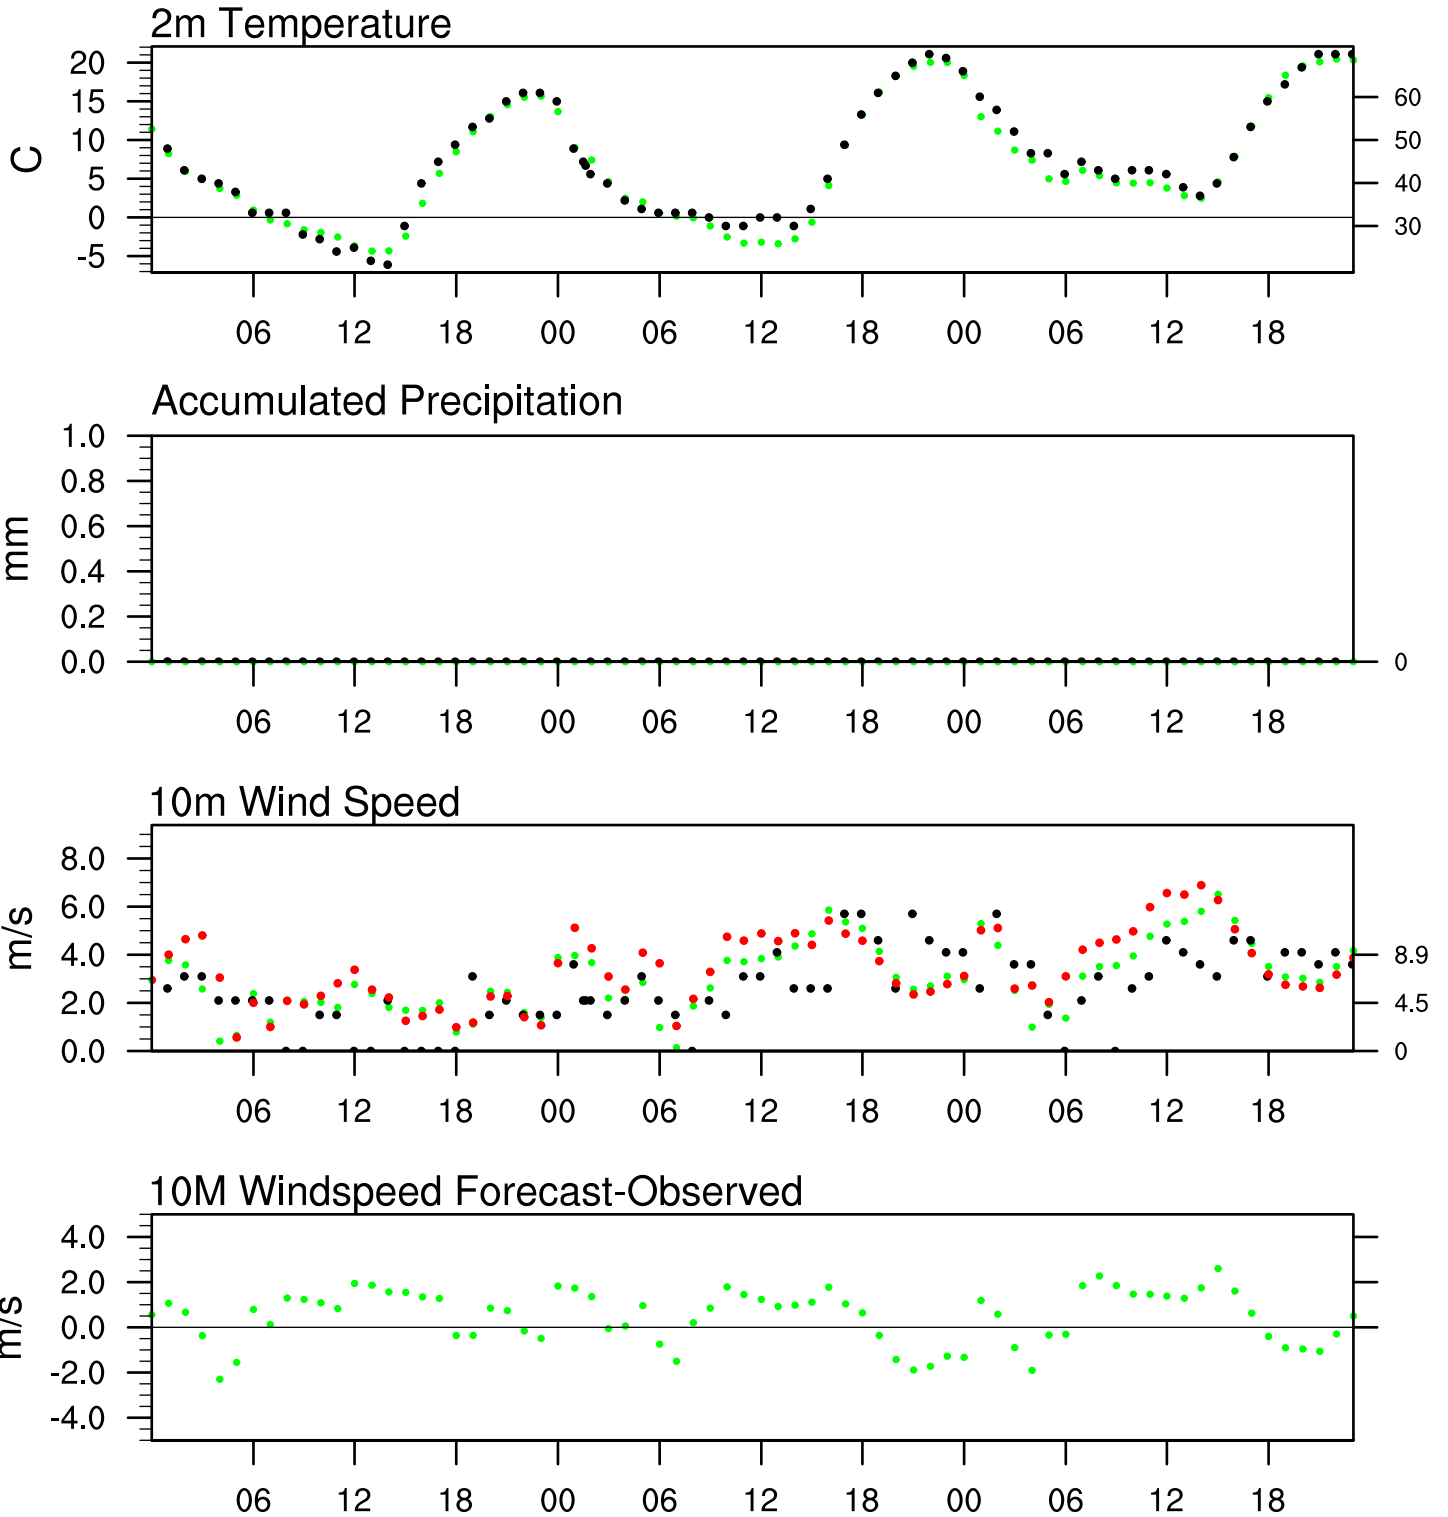 2m Temperature
20
15
10
5
0
-5
C
60
50
40
30
06 12 18 00 06 12 18 00 06 12 18
Accumulated Precipitation
1.0
0.8
0.6
0.4
0.2
0.0
mm
0
06 12 18 00 06 12 18 00 06 12 18
10m Wind Speed
8.0
6.0
4.0
2.0
0.0
m/s
8.9
4.5
0
06 12 18 00 06 12 18 00 06 12 18
10M Windspeed Forecast-Observed
4.0
2.0
0.0
-2.0
-4.0
m/s
06 12 18 00 06 12 18 00 06 12 18